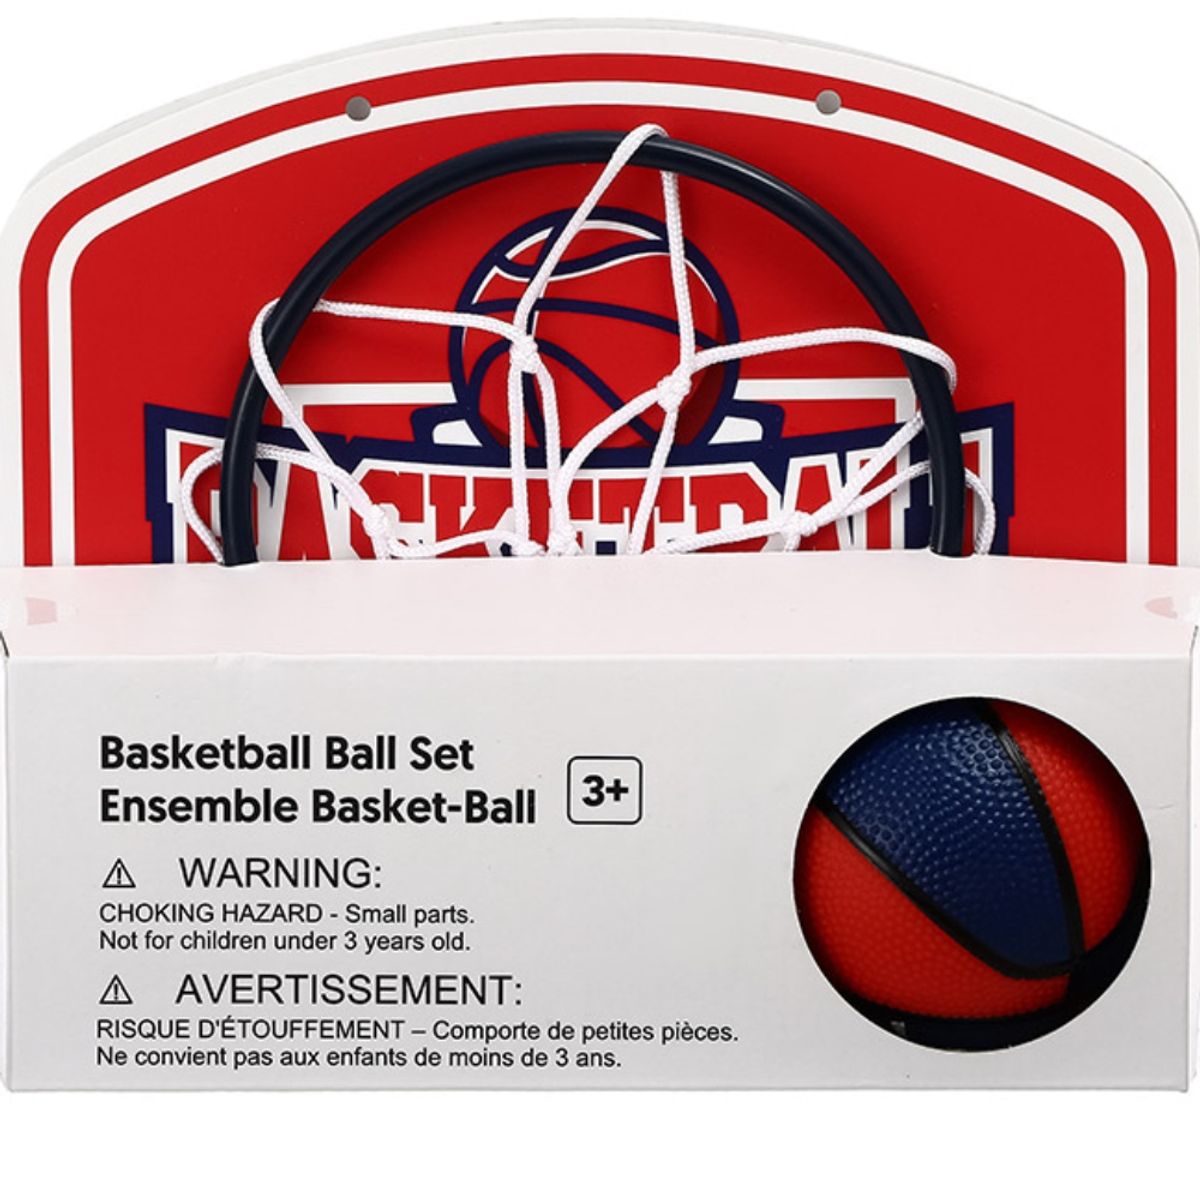 BASKETBALL
Basketball Ball Set
Ensemble Basket-Ball
3+
⚠ WARNING:
CHOKING HAZARD - Small parts.
Not for children under 3 years old.
⚠ AVERTISSEMENT:
RISQUE D'ÉTOUFFEMENT – Comporte de petites pièces.
Ne convient pas aux enfants de moins de 3 ans.